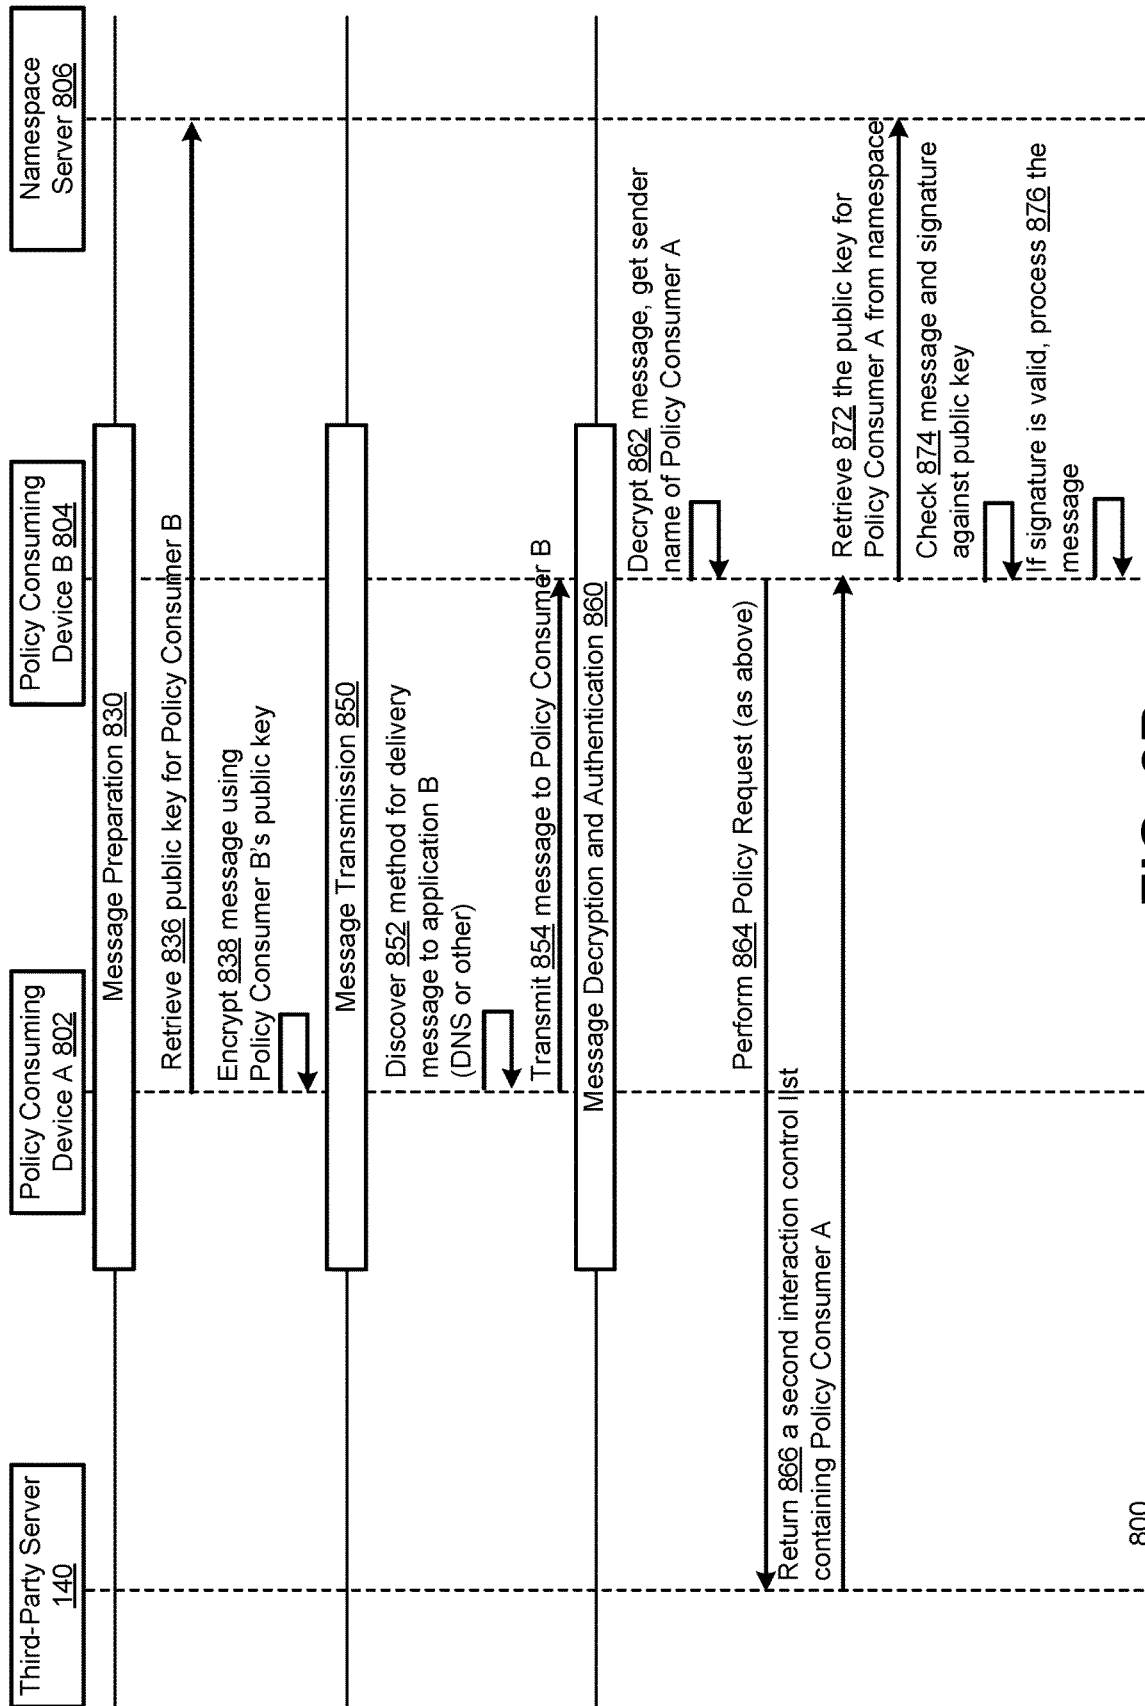 Third-Party Server
140
Policy Consuming
Device A 802
Policy Consuming
Device B 804
Namespace
Server 806
Message Preparation 830
Retrieve 836 public key for Policy Consumer B
Encrypt 838 message using
Policy Consumer B's public key
Message Transmission 850
Discover 852 method for delivery
message to application B
(DNS or other)
Transmit 854 message to Policy Consumer B
Message Decryption and Authentication 860
Decrypt 862 message, get sender
name of Policy Consumer A
Perform 864 Policy Request (as above)
Return 866 a second interaction control list
containing Policy Consumer A
Retrieve 872 the public key for
Policy Consumer A from namespace
Check 874 message and signature
against public key
If signature is valid, process 876 the
message
800